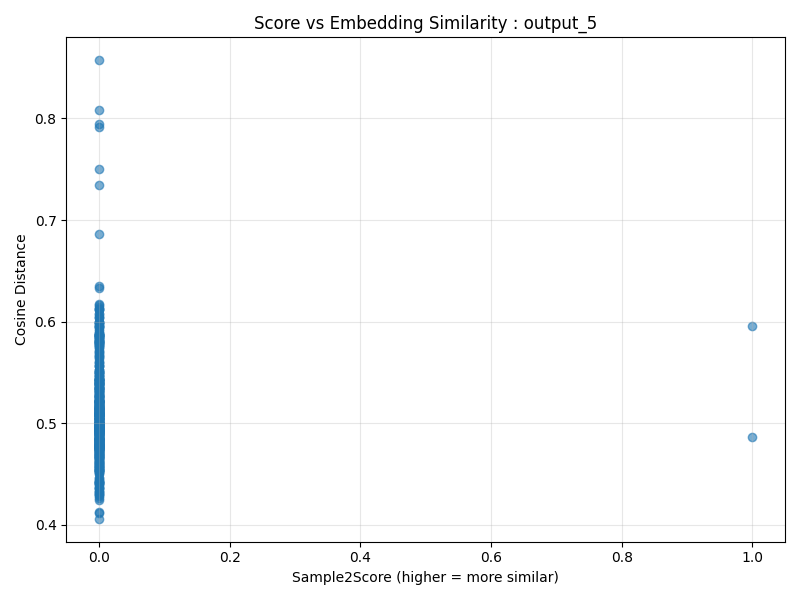 Score vs Embedding Similarity : output_5
Cosine Distance
0.8
0.7
0.6
0.5
0.4
0.0 0.2 0.4 0.6 0.8 1.0
Sample2Score (higher = more similar)